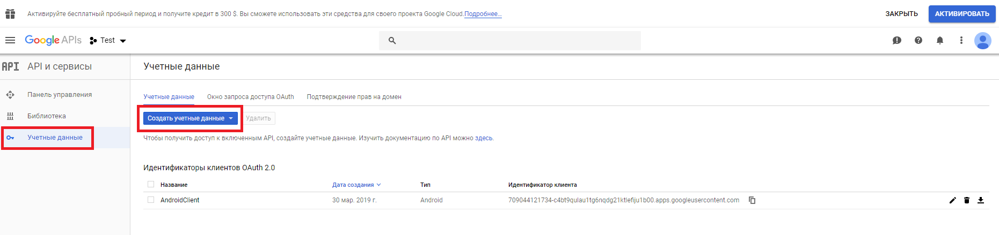 Активируйте бесплатный пробный период и получите кредит в 300 $. Вы сможете использовать эти средства для своего проекта Google Cloud. Подробнее...
ЗАКРЫТЬ
АКТИВИРОВАТЬ
Google APIs
Test
API
API и сервисы
Учетные данные
Панель управления
Библиотека
Учетные данные
Учетные данные
Окно запроса доступа OAuth
Подтверждение прав на домен
Создать учетные данные
Удалить
Чтобы получить доступ к включенным API, создайте учетные данные. Изучить документацию по API можно здесь.
Идентификаторы клиентов OAuth 2.0
Название
Дата создания
Тип
Идентификатор клиента
AndroidClient
30 мар. 2019 г.
Android
709044121734-c4bt9qulau1tg6nqdg21ktlefiju1b00.apps.googleusercontent.com